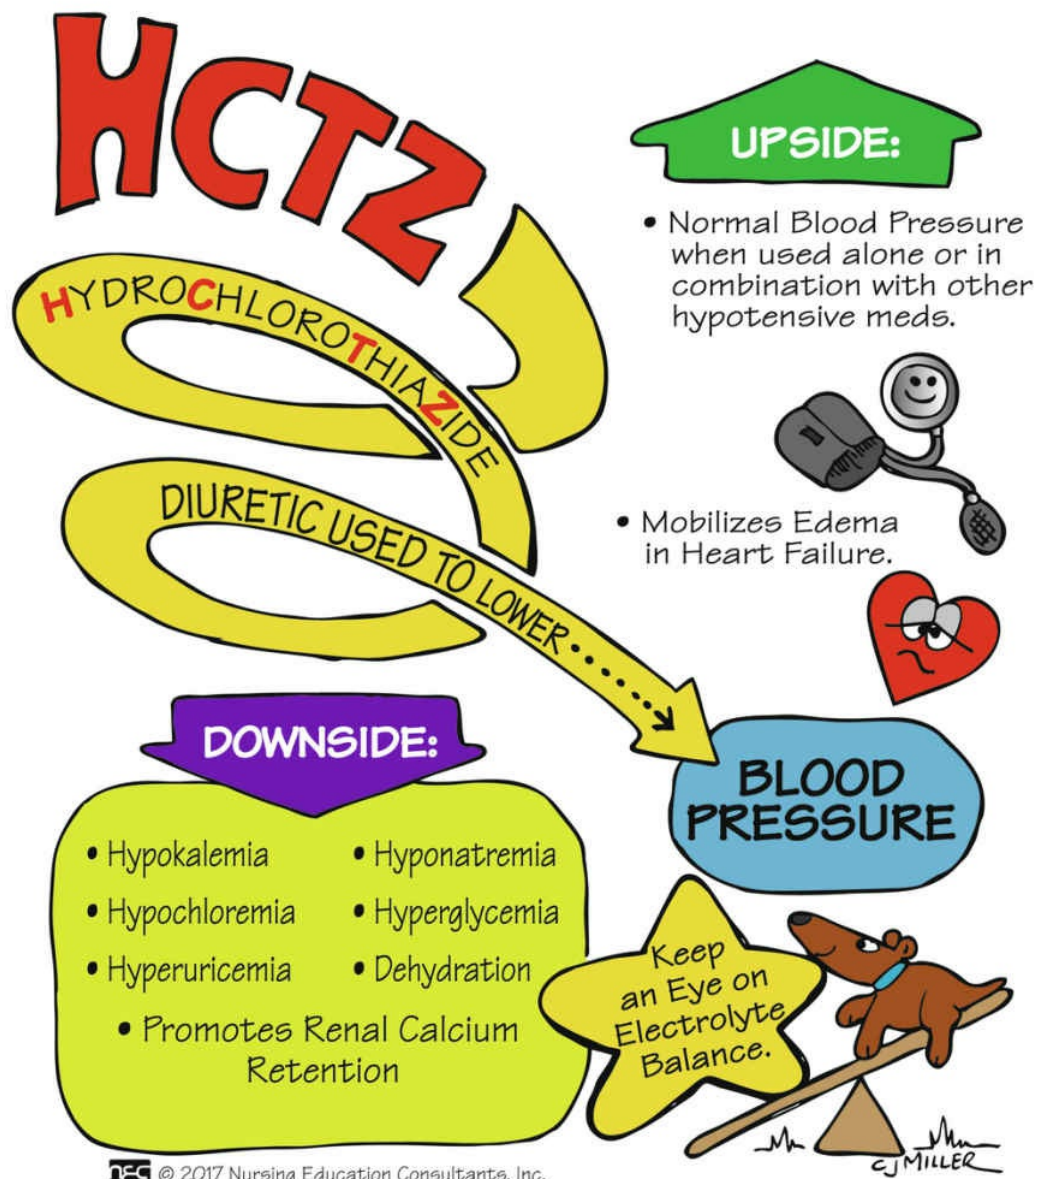 HCTZ
HYDROCHLOROTHIAZIDE
DIURETIC USED TO LOWER........
BLOOD
PRESSURE
UPSIDE:
• Normal Blood Pressure
when used alone or in
combination with other
hypotensive meds.
• Mobilizes Edema
in Heart Failure.
DOWNSIDE:
• Hypokalemia
• Hypochloremia
• Hyperuricemia
• Hyponatremia
• Hyperglycemia
• Dehydration
• Promotes Renal Calcium
Retention
Keep
an Eye on
Electrolyte
Balance.
CJ MILLER
nec © 2017 Nursing Education Consultants, Inc.